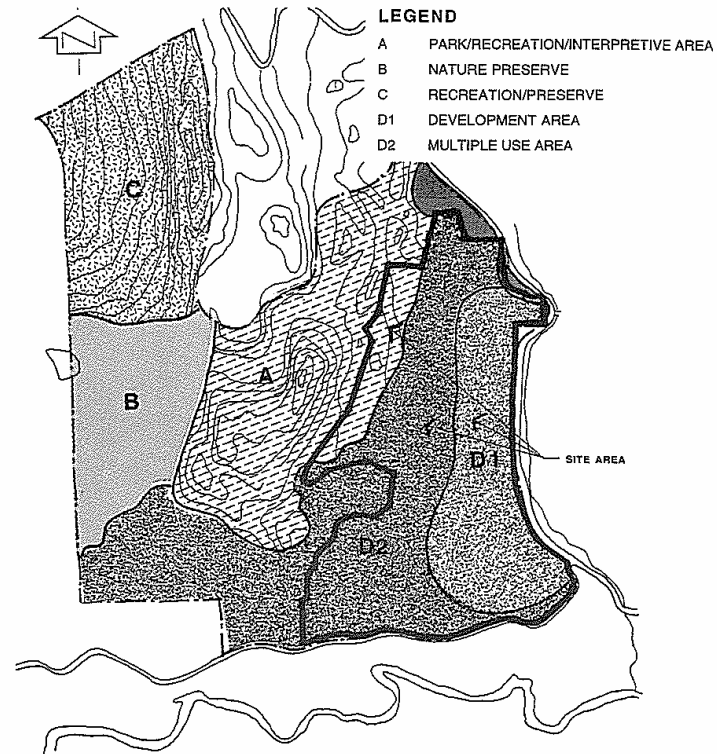 N
LEGEND
A PARK/RECREATION/INTERPRETIVE AREA
B NATURE PRESERVE
C RECREATION/PRESERVE
D1 DEVELOPMENT AREA
D2 MULTIPLE USE AREA
C
A
B
D1
SITE AREA
D2